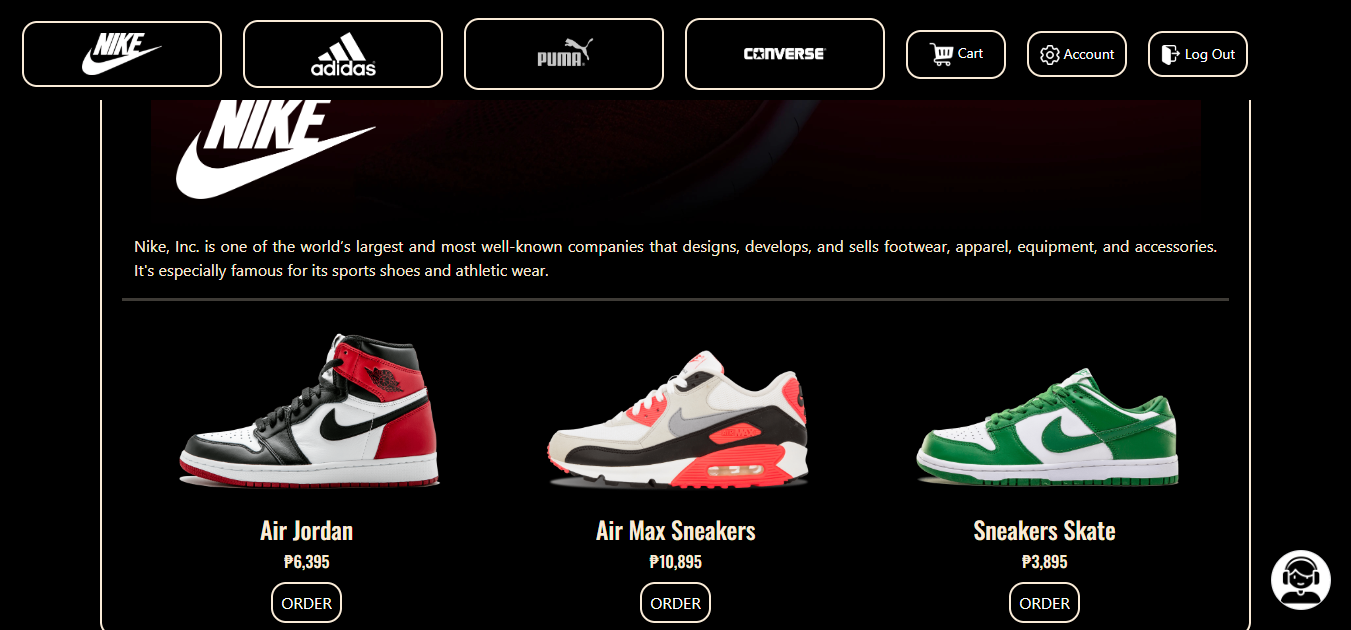 NIKE
adidas
PUMA
CONVERSE
Cart
Account
Log Out
NIKE
Nike, Inc. is one of the world’s largest and most well-known companies that designs, develops, and sells footwear, apparel, equipment, and accessories.
It's especially famous for its sports shoes and athletic wear.
Air Jordan
Air Max Sneakers
Sneakers Skate
₱6,395
₱10,895
₱3,895
ORDER
ORDER
ORDER